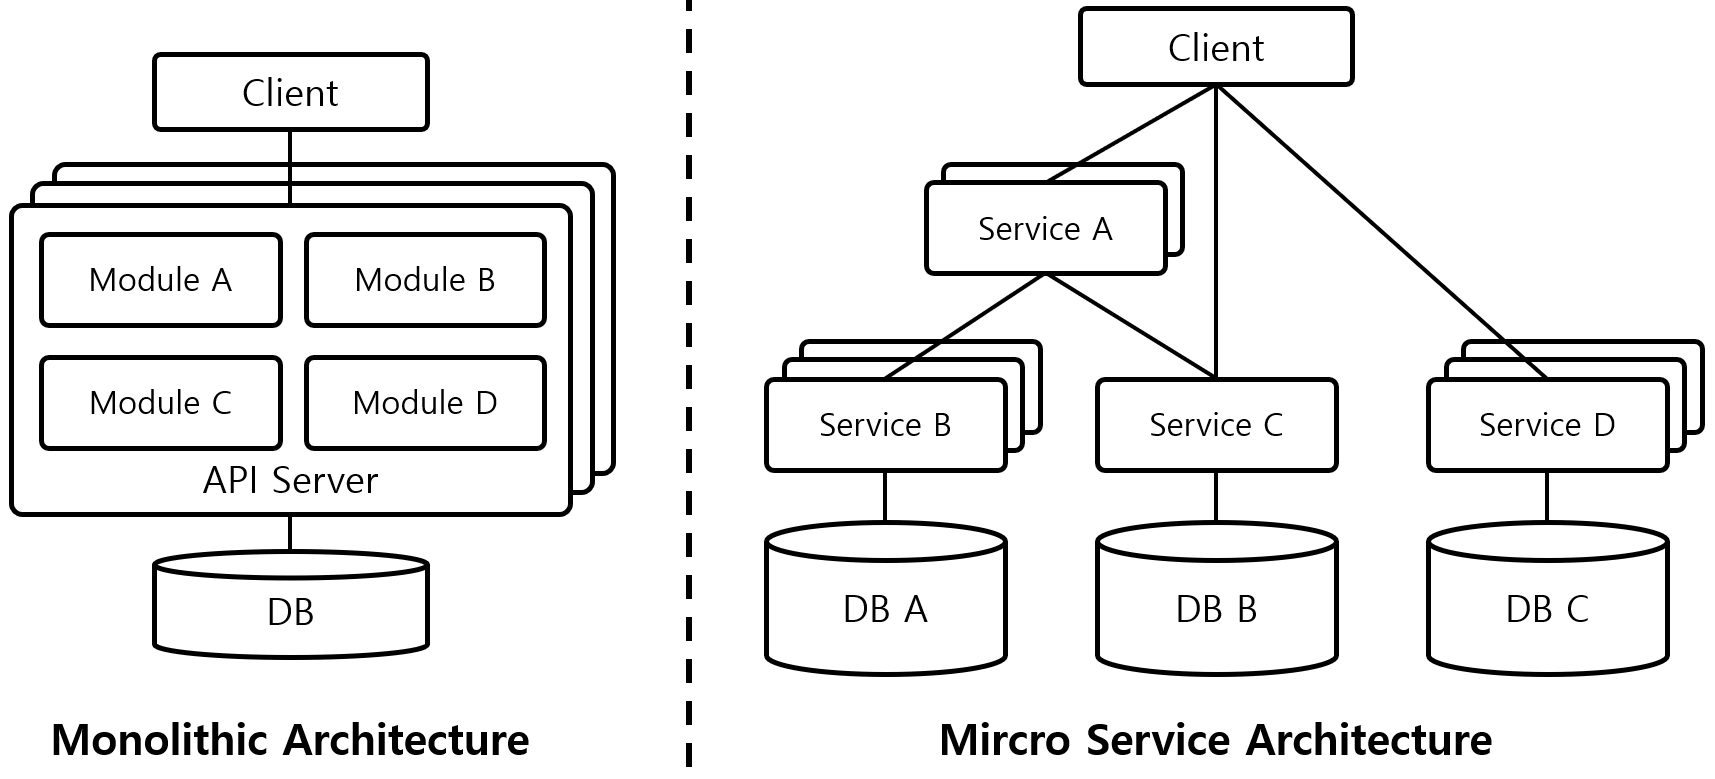 Client
Module A
Module B
Module C
Module D
API Server
DB
Monolithic Architecture
Client
Service A
Service B
Service C
Service D
DB A
DB B
DB C
Mircro Service Architecture